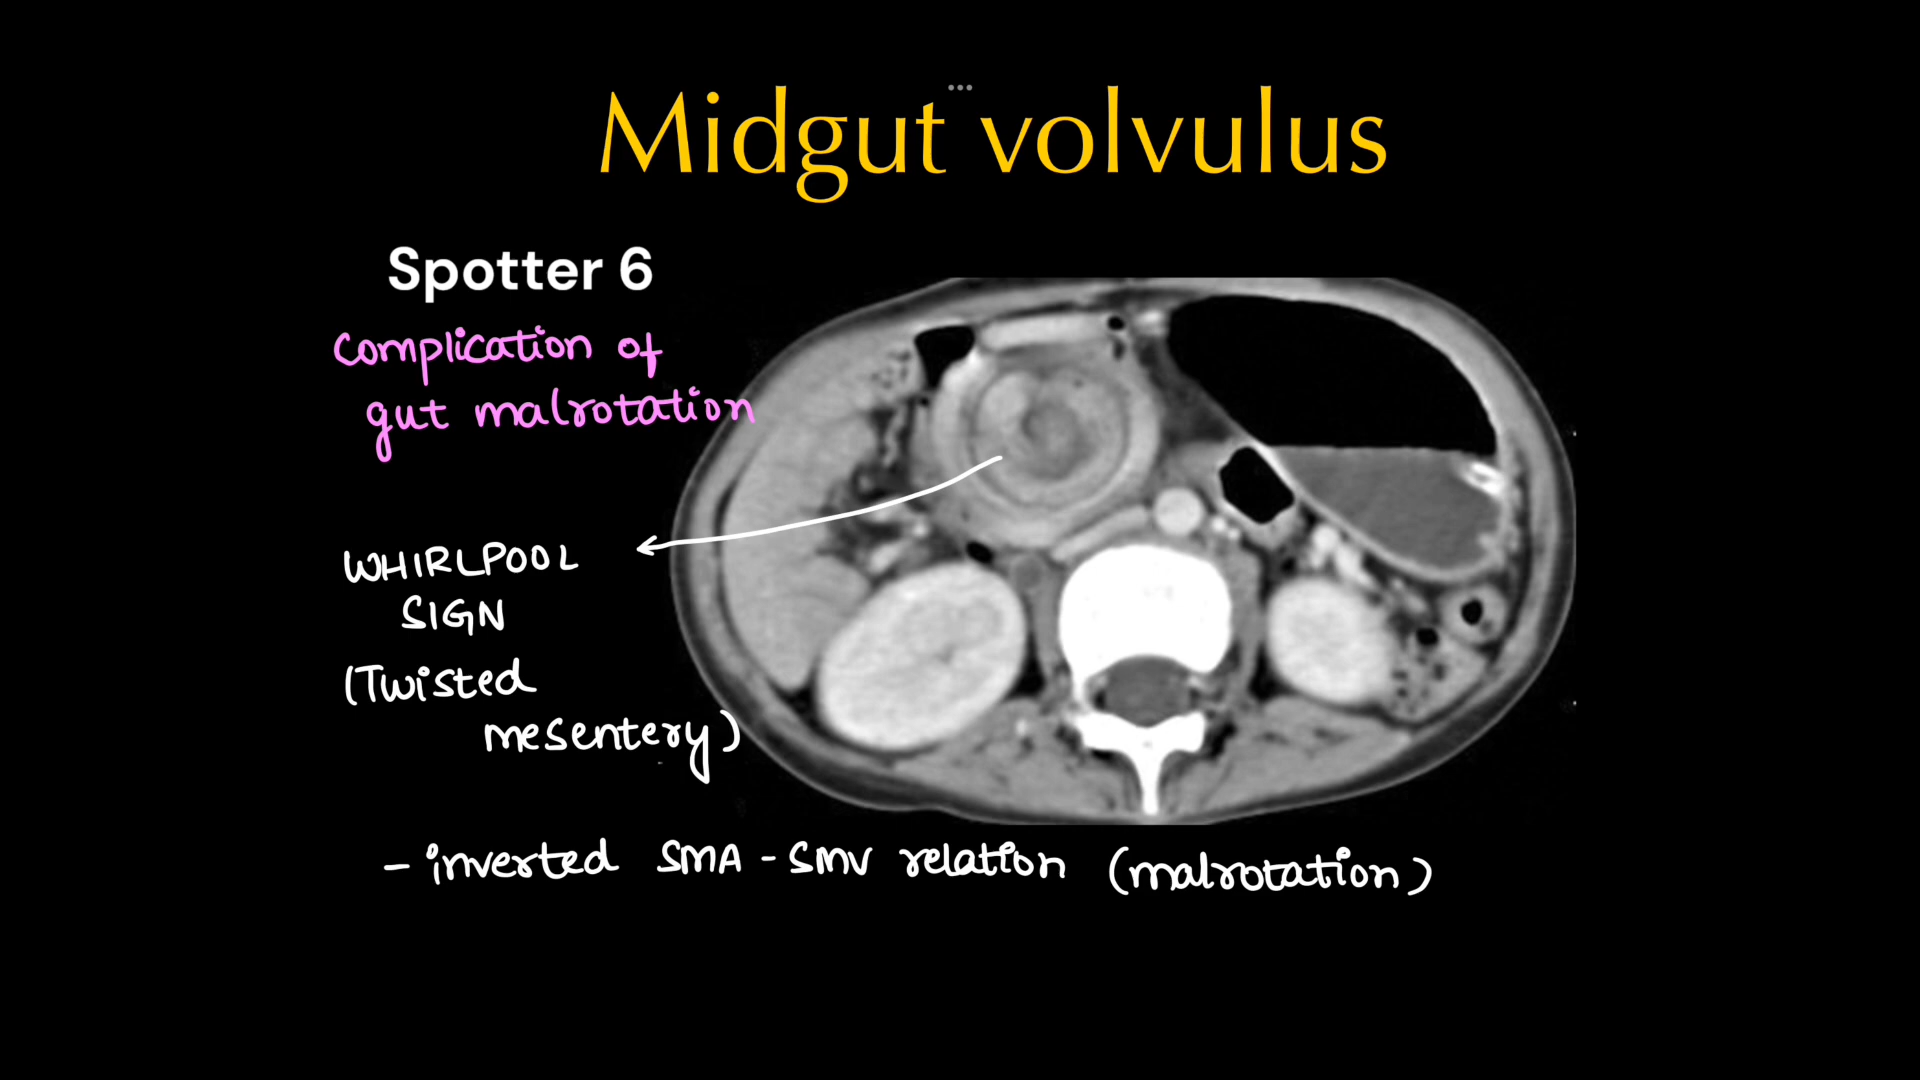 Midgut volvulus
Spotter 6
Complication of
gut malrotation
WHIRLPOOL
SIGN
(Twisted
mesentery)
- inverted SMA - SMV relation (malrotation)